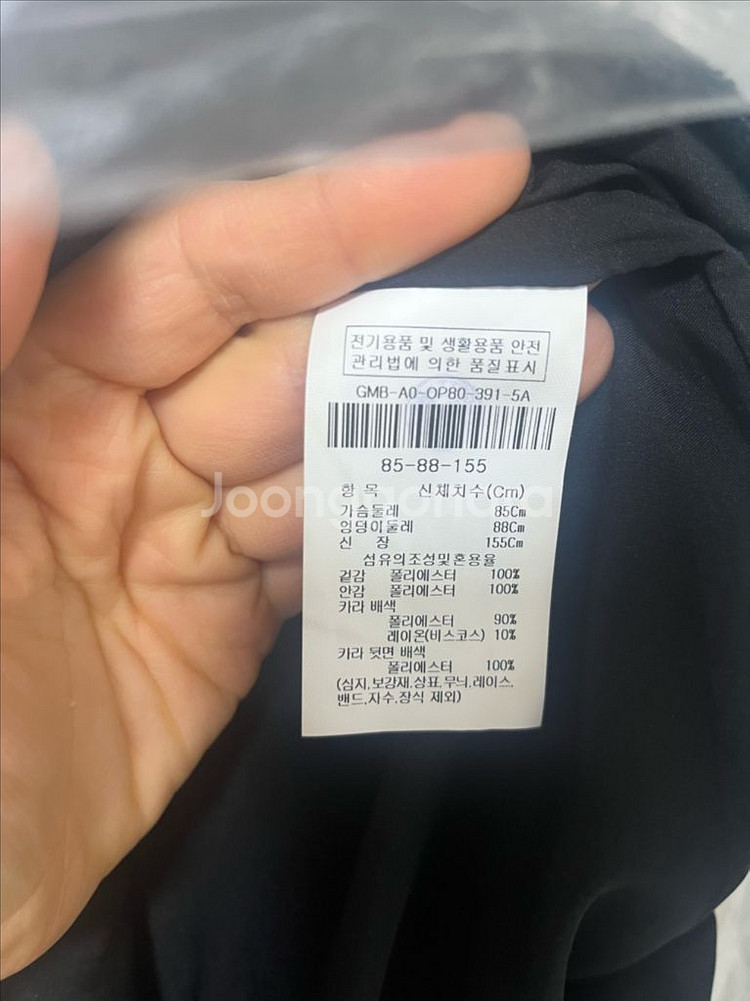 전기용품 및 생활용품 안전
관리법에 의한 품질표시
GMB-A0-OP80-391-5A
85-88-155
항 목 신체치수(Cm)
가슴둘레 85Cm
엉덩이둘레 88Cm
신 장 155Cm
섬유의조성및혼용율
겉감 폴리에스터 100%
안감 폴리에스터 100%
카라 배색
폴리에스터 90%
레이온(비스코스) 10%
카라 뒷면 배색
폴리에스터 100%
(심지,보강재,상표,무늬,레이스,
밴드,자수,장식 제외)
Joonggonara